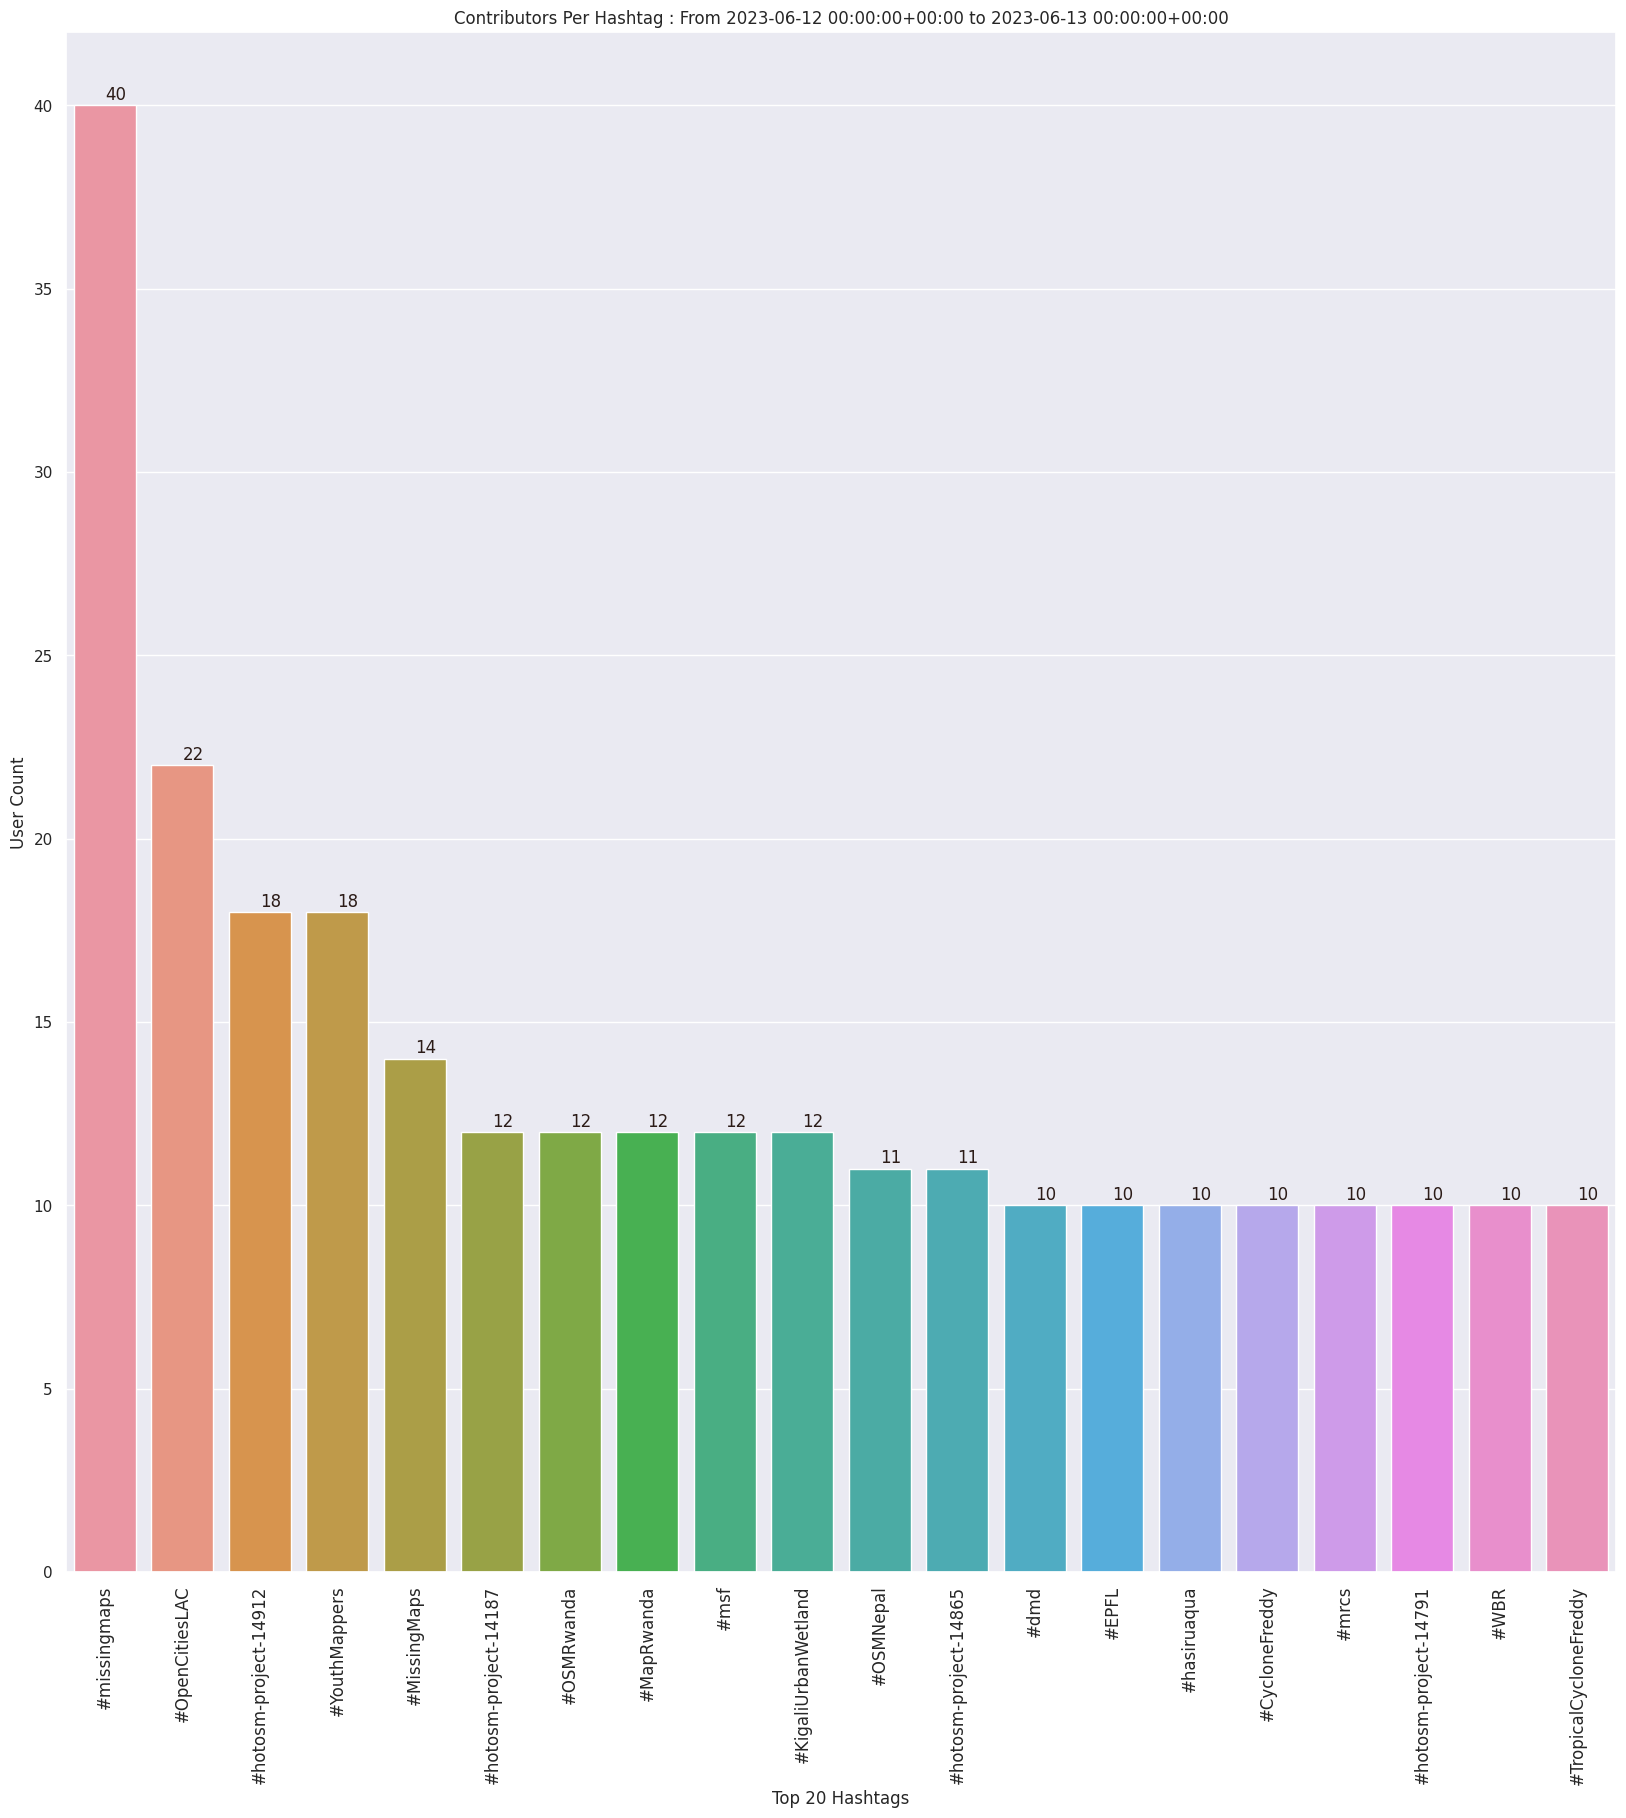 Contributors Per Hashtag : From 2023-06-12 00:00:00+00:00 to 2023-06-13 00:00:00+00:00
User Count
40
35
30
25
20
15
10
5
0
40
22
18
18
14
12
12
12
12
12
11
11
10
10
10
10
10
10
10
10
#missingmaps
#OpenCitiesLAC
#hotosm-project-14912
#YouthMappers
#MissingMaps
#hotosm-project-14187
#OSMRwanda
#MapRwanda
#msf
#KigaliUrbanWetland
#OSMNepal
#hotosm-project-14865
#dmd
#EPFL
#hasiruaqua
#CycloneFreddy
#mrcs
#hotosm-project-14791
#WBR
#TropicalCycloneFreddy
Top 20 Hashtags